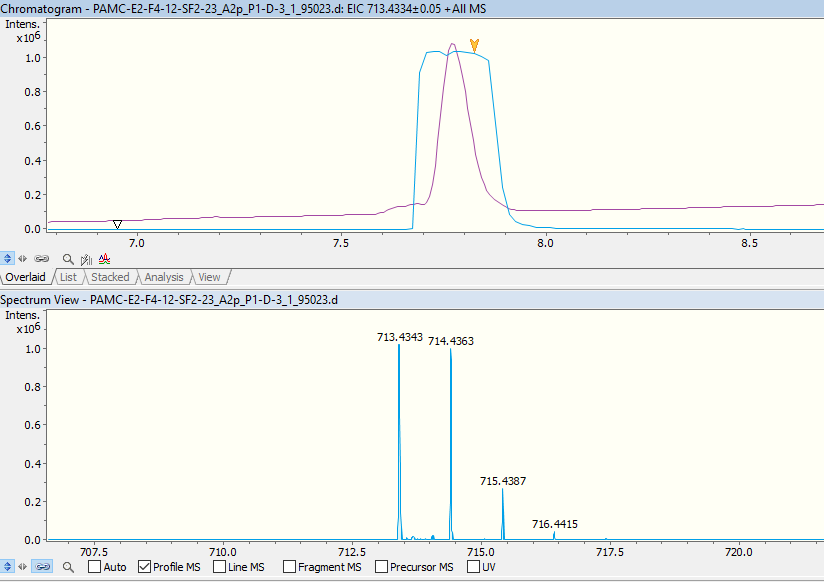 Chromatogram - PAMC-E2-F4-12-SF2-23_A2p_P1-D-3_1_95023.d: EIC 713.4334±0.05 +All MS
Intens.
x10⁶
1.0
0.8
0.6
0.4
0.2
0.0
7.0 7.5 8.0 8.5
Overlaid List Stacked Analysis View
Spectrum View - PAMC-E2-F4-12-SF2-23_A2p_P1-D-3_1_95023.d
Intens.
x10⁶
713.4343 714.4363
1.0
0.8
0.6
0.4
715.4387
0.2
716.4415
0.0
707.5 710.0 712.5 715.0 717.5 720.0
Auto Profile MS Line MS Fragment MS Precursor MS UV